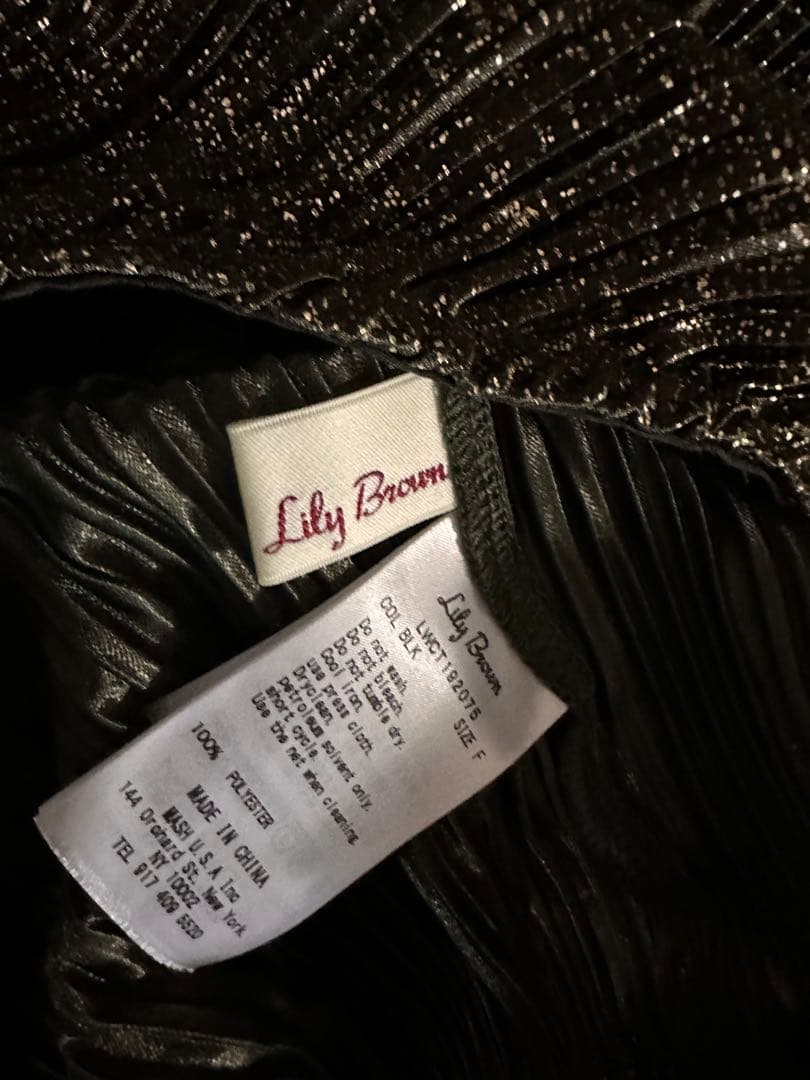 Lily Brown
Lily Brown
LWCT192075
COL BLK SIZE F
Do not wash.
Do not bleach.
Do not tumble dry.
Cool iron.
use press cloth.
Dryclean.
petroleum solvent only.
short cycle.
Use the net when cleaning
100% POLYESTER
MADE IN CHINA
MASH U.S.A Inc
144 Orchard St, New York
NY 10002
TEL 917 409 5520